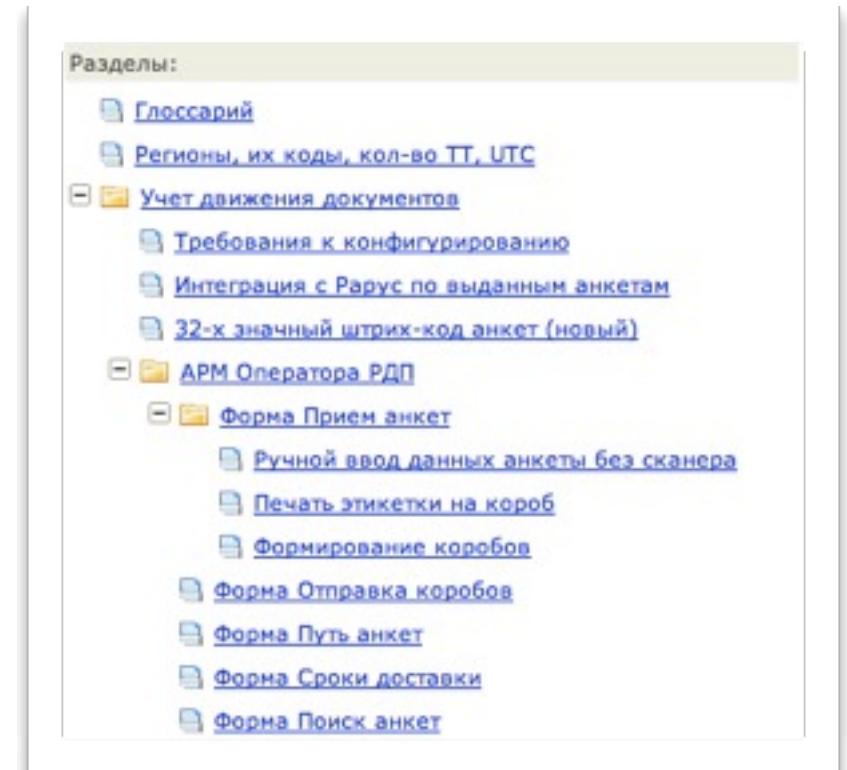 Разделы:
Глоссарий
Регионы, их коды, кол-во ТТ, UTC
Учет движения документов
Требования к конфигурированию
Интеграция с Рарус по выданным анкетам
32-х значный штрих-код анкет (новый)
АРМ Оператора РДП
Форма Прием анкет
Ручной ввод данных анкеты без сканера
Печать этикетки на короб
Формирование коробов
Форма Отправка коробов
Форма Путь анкет
Форма Сроки доставки
Форма Поиск анкет